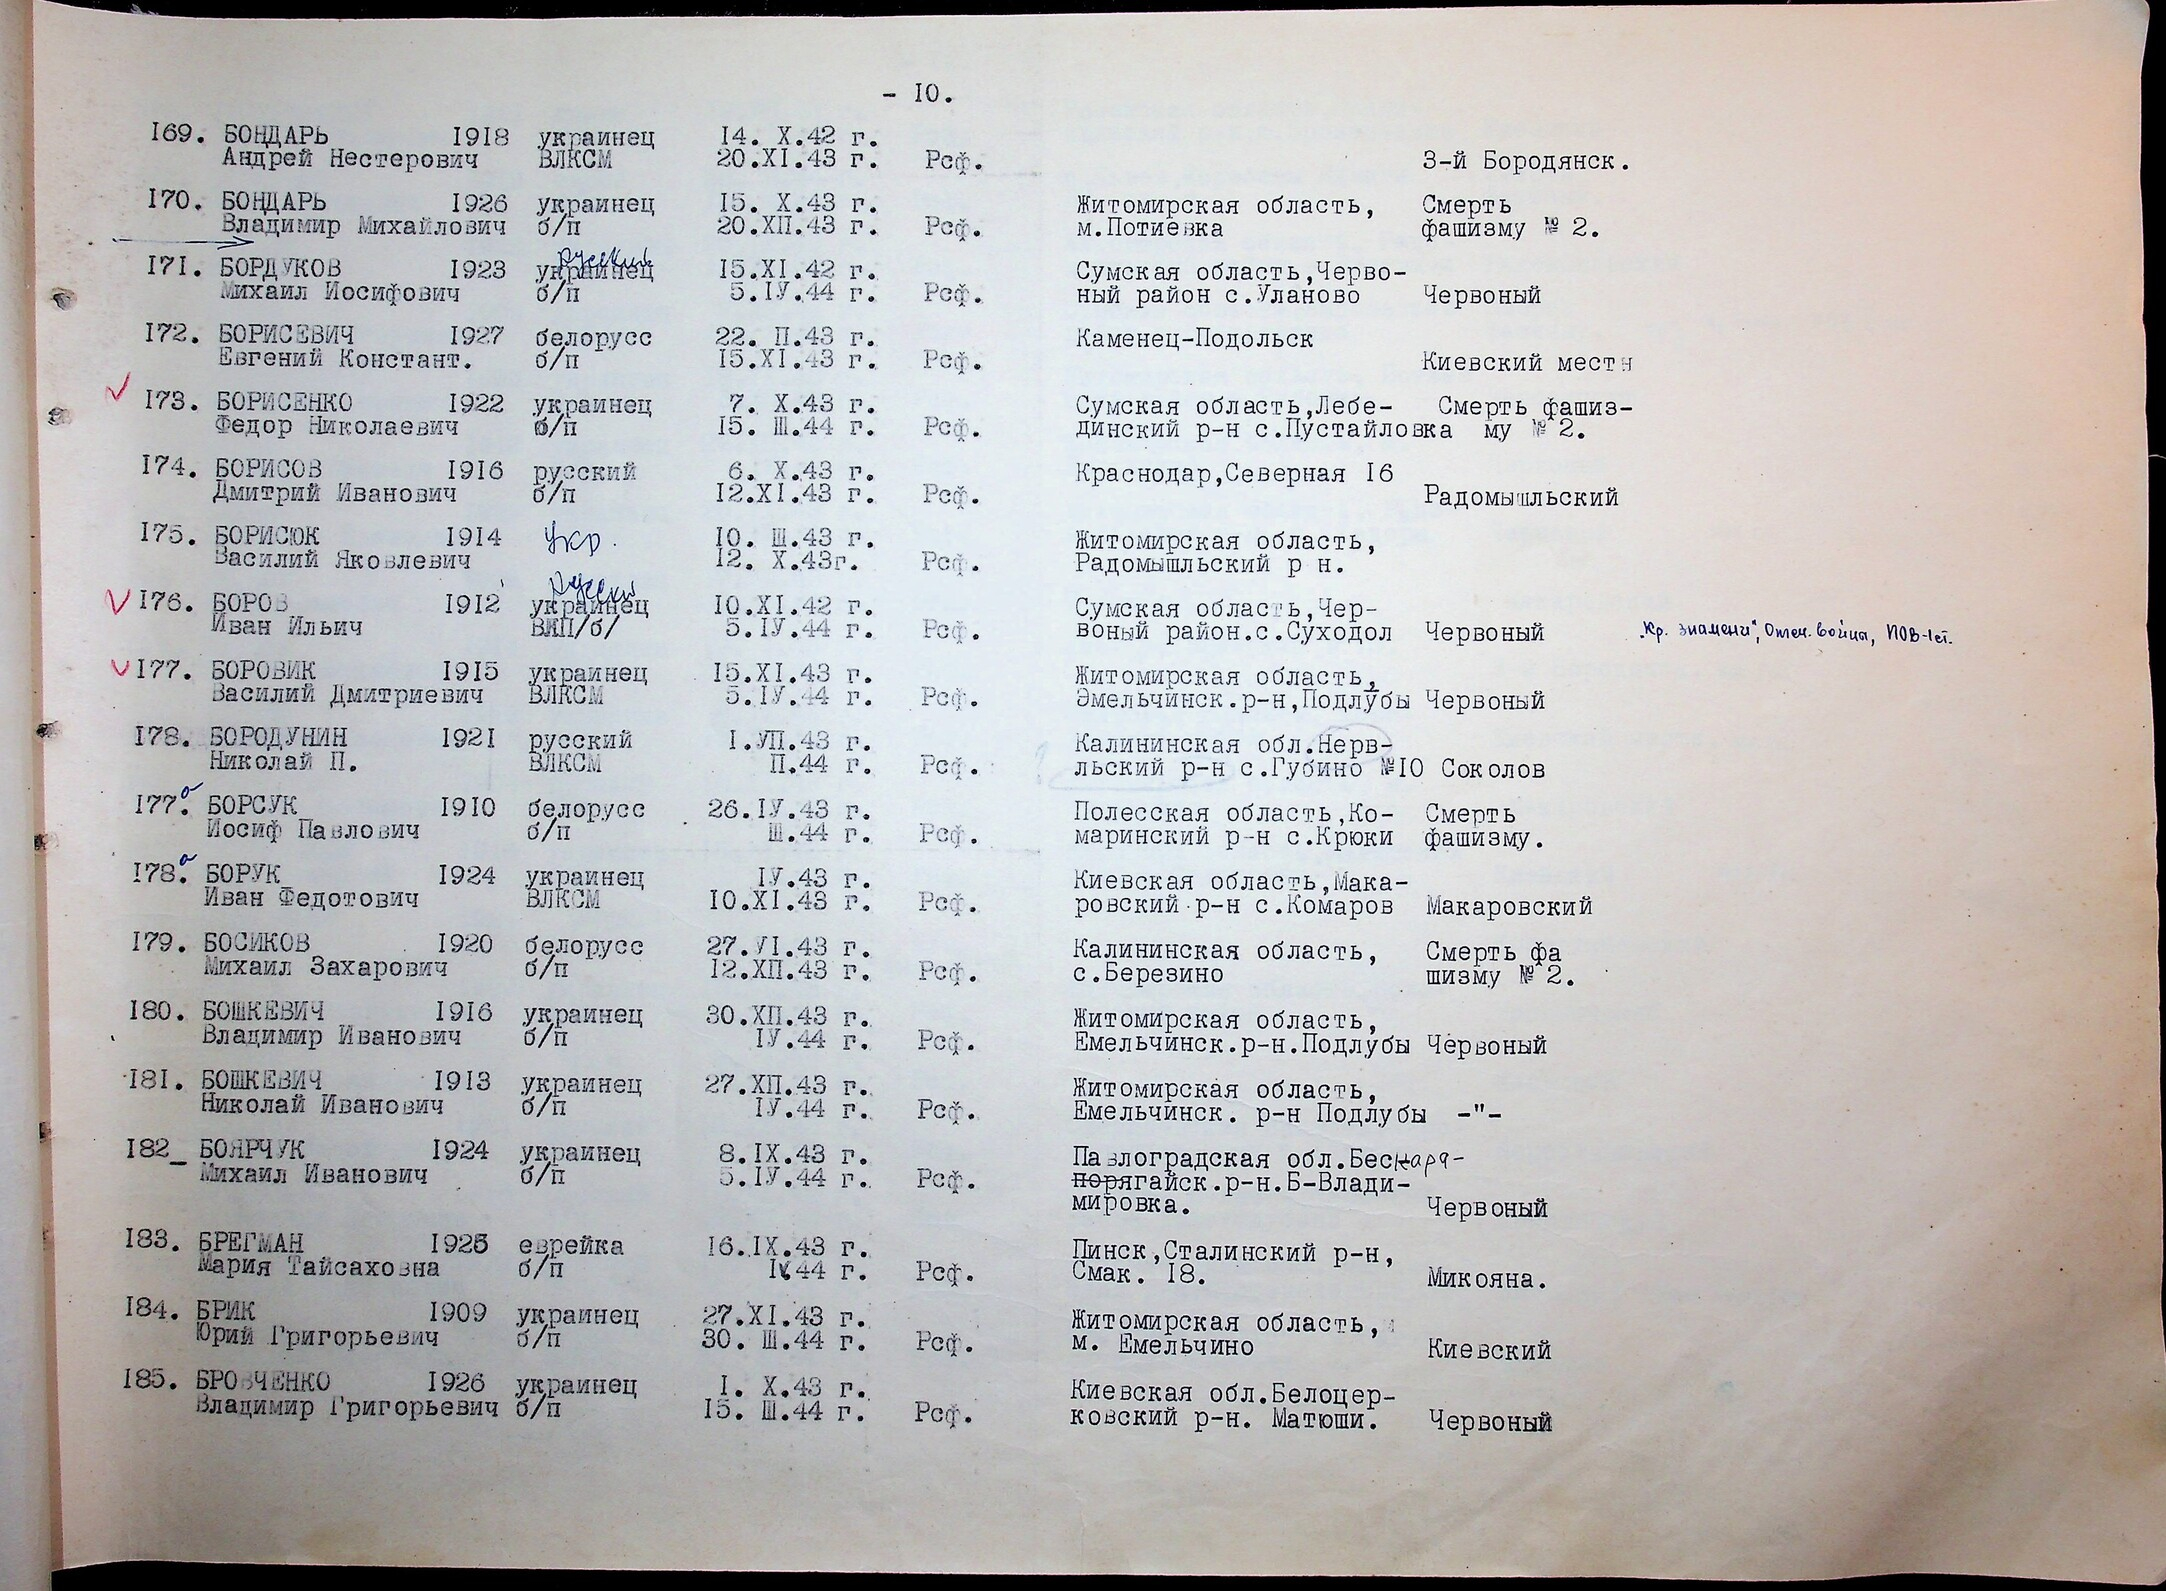 - 10.
169. БОНДАРЬ 1918 украинец 14. X.42 г.
Андрей Нестерович ВЛКСМ 20.XI.43 г. Рсф. 3-й Бородянск.
170. БОНДАРЬ 1926 украинец 15. X.43 г. Житомирская область, Смерть
Владимир Михайлович б/п 20.XП.43 г. Рсф. м.Потиевка фашизму № 2.
русский
171. БОРДУКОВ 1923 украинец 15.XI.42 г. Сумская область,Черво-
Михаил Иосифович б/п 5.IУ.44 г. Рсф. ный район с.Уланово Червоный
172. БОРИСЕВИЧ 1927 белорусс 22. П.43 г. Каменец-Подольск
Евгений Констант. б/п 15.XI.43 г. Рсф. Киевский местн
173. БОРИСЕНКО 1922 украинец 7. X.43 г. Сумская область,Лебе- Смерть фашиз-
Федор Николаевич б/п 15. Ш.44 г. Рсф. динский р-н с.Пустайловка му № 2.
174. БОРИСОВ 1916 русский 6. X.43 г. Краснодар,Северная 16
Дмитрий Иванович б/п 12.XI.43 г. Рсф. Радомышльский
175. БОРИСЮК 1914 Укр. 10. Ш.43 г. Житомирская область,
Василий Яковлевич 12. X.43г. Рсф. Радомышльский р н.
русский
176. БОРОВ 1912 украинец 10.XI.42 г. Сумская область,Чер-
Иван Ильич ВКП/б/ 5.IУ.44 г. Рсф. воный район.с.Суходол Червоный „Кр. знамени", Отеч. войны, ПОВ-1ст.
177. БОРОВИК 1915 украинец 15.XI.43 г. Житомирская область,
Василий Дмитриевич ВЛКСМ 5.IУ.44 г. Рсф. Эмельчинск.р-н,Подлубы Червоный
178. БОРОДУНИН 1921 русский I.УП.43 г. Калининская обл.Нерв-
Николай П. ВЛКСМ П.44 г. Рсф. льский р-н с.Губино №10 Соколов
177.а БОРСУК 1910 белорусс 26.IУ.43 г. Полесская область,Ко- Смерть
Иосиф Павлович б/п Ш.44 г. Рсф. маринский р-н с.Крюки фашизму.
178.а БОРУК 1924 украинец IУ.43 г. Киевская область,Мака-
Иван Федотович ВЛКСМ 10.XI.43 г. Рсф. ровский р-н с.Комаров Макаровский
179. БОСИКОВ 1920 белорусс 27.УI.43 г. Калининская область, Смерть фа
Михаил Захарович б/п 12.XП.43 г. Рсф. с.Березино шизму № 2.
180. БОШКЕВИЧ 1916 украинец 30.XП.43 г. Житомирская область,
Владимир Иванович б/п IУ.44 г. Рсф. Емельчинск.р-н.Подлубы Червоный
181. БОШКЕВИЧ 1913 украинец 27.XП.43 г. Житомирская область,
Николай Иванович б/п IУ.44 г. Рсф. Емельчинск. р-н Подлубы -"-
182_ БОЯРЧУК 1924 украинец 8.IX.43 г. Павлоградская обл.Бескара-
Михаил Иванович б/п 5.IУ.44 г. Рсф. порягайск.р-н.Б-Влади-
мировка. Червоный
183. БРЕГМАН 1925 еврейка 16.IX.43 г. Пинск,Сталинский р-н,
Мария Тайсаховна б/п IV.44 г. Рсф. Смак. 18. Микояна.
184. БРИК 1909 украинец 27.XI.43 г. Житомирская область,
Юрий Григорьевич б/п 30. Ш.44 г. Рсф. м. Емельчино Киевский
185. БРОВЧЕНКО 1926 украинец I. X.43 г. Киевская обл.Белоцер-
Владимир Григорьевич б/п 15. Ш.44 г. Рсф. ковский р-н. Матюши. Червоный